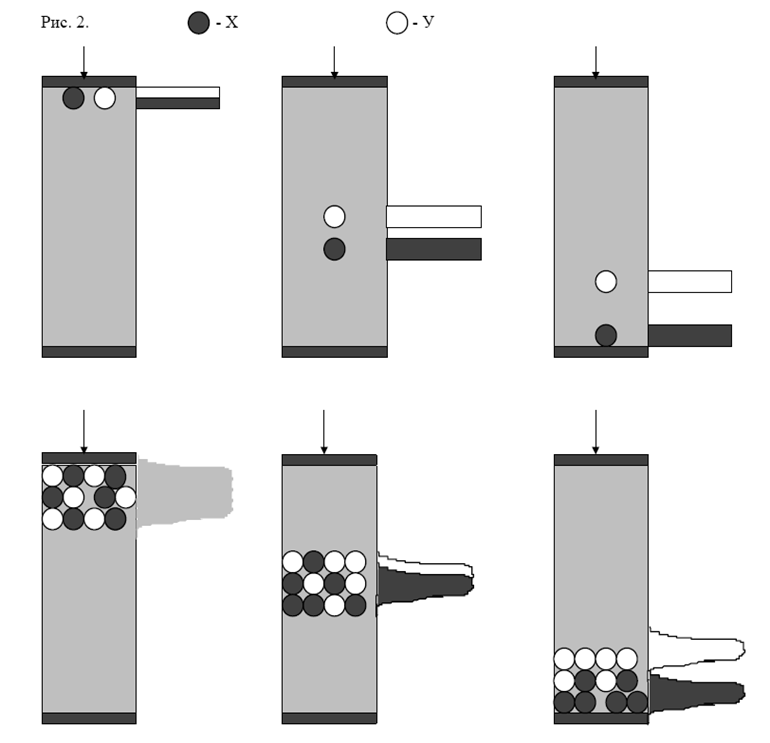 Рис. 2. - Х - У